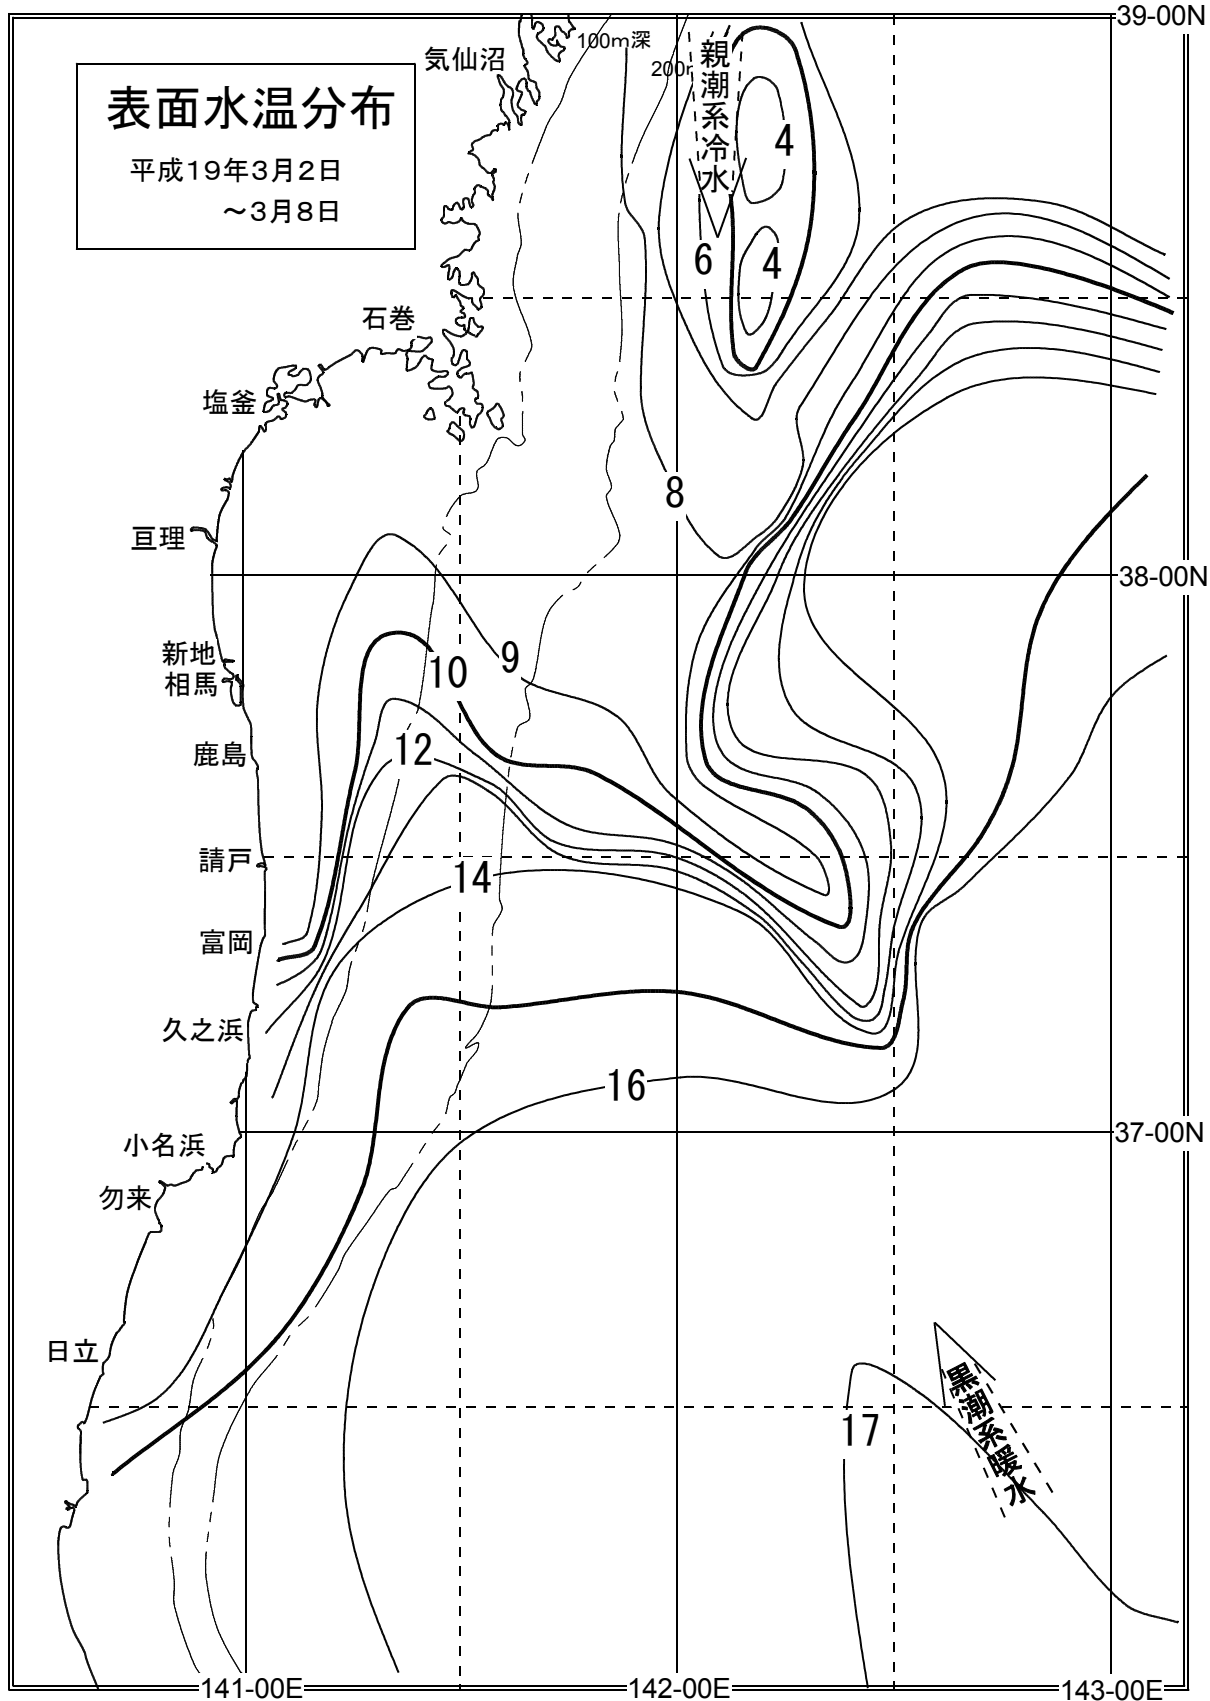 39-00N
気仙沼
100m深
200m
親潮系冷水
表面水温分布
平成19年3月2日
～3月8日
4
6
4
石巻
塩釜
8
亘理
38-00N
新地
相馬
9
10
鹿島
12
請戸
14
富岡
久之浜
16
小名浜
37-00N
勿来
日立
黒潮系暖水
17
141-00E
142-00E
143-00E